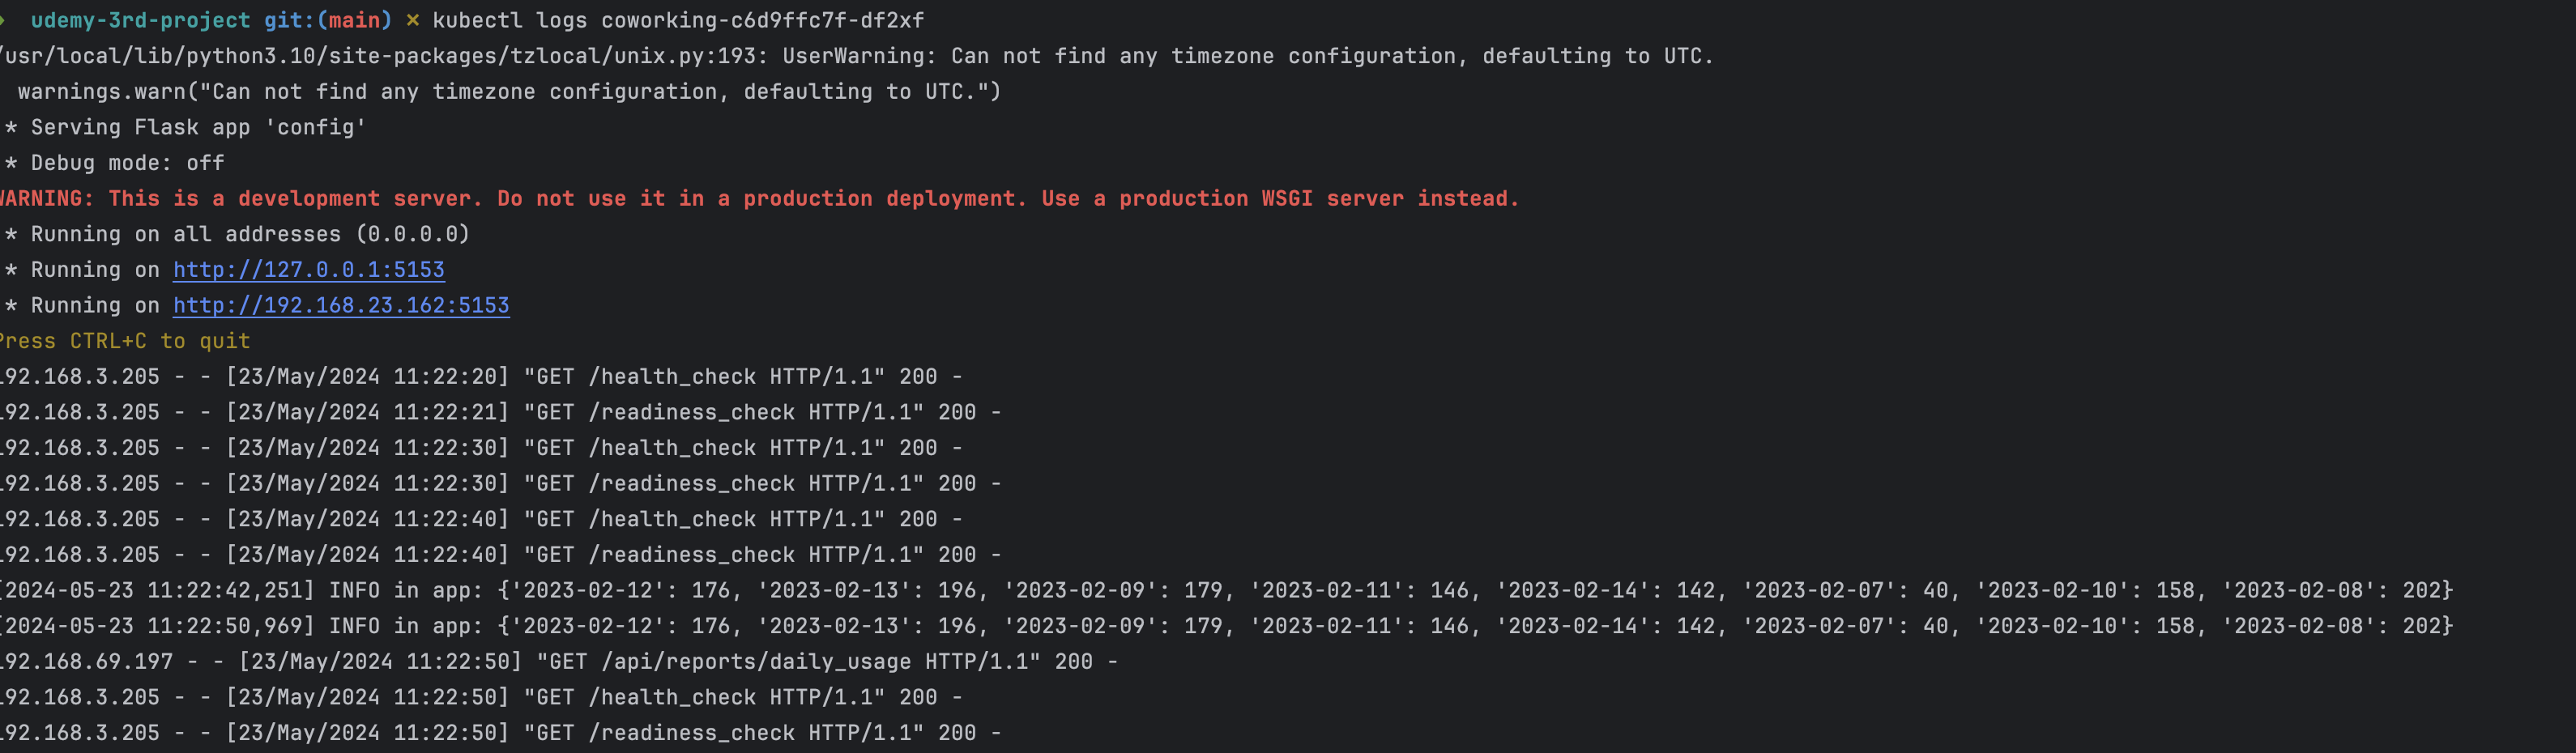 udemy-3rd-project git:(main) × kubectl logs coworking-c6d9ffc7f-df2xf
/usr/local/lib/python3.10/site-packages/tzlocal/unix.py:193: UserWarning: Can not find any timezone configuration, defaulting to UTC.
warnings.warn("Can not find any timezone configuration, defaulting to UTC.")
* Serving Flask app 'config'
* Debug mode: off
WARNING: This is a development server. Do not use it in a production deployment. Use a production WSGI server instead.
* Running on all addresses (0.0.0.0)
* Running on http://127.0.0.1:5153
* Running on http://192.168.23.162:5153
Press CTRL+C to quit
192.168.3.205 - - [23/May/2024 11:22:20] "GET /health_check HTTP/1.1" 200 -
192.168.3.205 - - [23/May/2024 11:22:21] "GET /readiness_check HTTP/1.1" 200 -
192.168.3.205 - - [23/May/2024 11:22:30] "GET /health_check HTTP/1.1" 200 -
192.168.3.205 - - [23/May/2024 11:22:30] "GET /readiness_check HTTP/1.1" 200 -
192.168.3.205 - - [23/May/2024 11:22:40] "GET /health_check HTTP/1.1" 200 -
192.168.3.205 - - [23/May/2024 11:22:40] "GET /readiness_check HTTP/1.1" 200 -
[2024-05-23 11:22:42,251] INFO in app: {'2023-02-12': 176, '2023-02-13': 196, '2023-02-09': 179, '2023-02-11': 146, '2023-02-14': 142, '2023-02-07': 40, '2023-02-10': 158, '2023-02-08': 202}
[2024-05-23 11:22:50,969] INFO in app: {'2023-02-12': 176, '2023-02-13': 196, '2023-02-09': 179, '2023-02-11': 146, '2023-02-14': 142, '2023-02-07': 40, '2023-02-10': 158, '2023-02-08': 202}
192.168.69.197 - - [23/May/2024 11:22:50] "GET /api/reports/daily_usage HTTP/1.1" 200 -
192.168.3.205 - - [23/May/2024 11:22:50] "GET /health_check HTTP/1.1" 200 -
192.168.3.205 - - [23/May/2024 11:22:50] "GET /readiness_check HTTP/1.1" 200 -